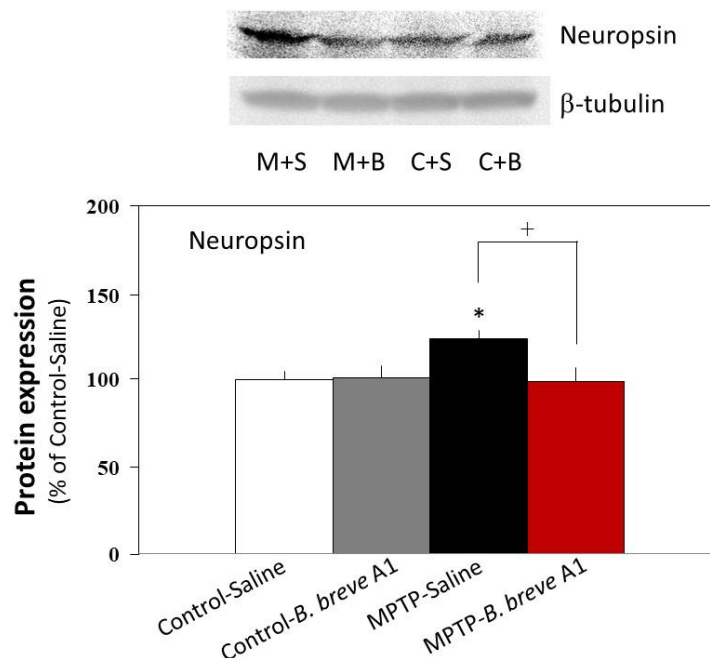 Neuropsin
β-tubulin
M+S M+B C+S C+B
200
Neuropsin
+
150
*
100
50
0
Protein expression
(% of Control-Saline)
Control-Saline
Control-B. breve A1
MPTP-Saline
MPTP-B. breve A1